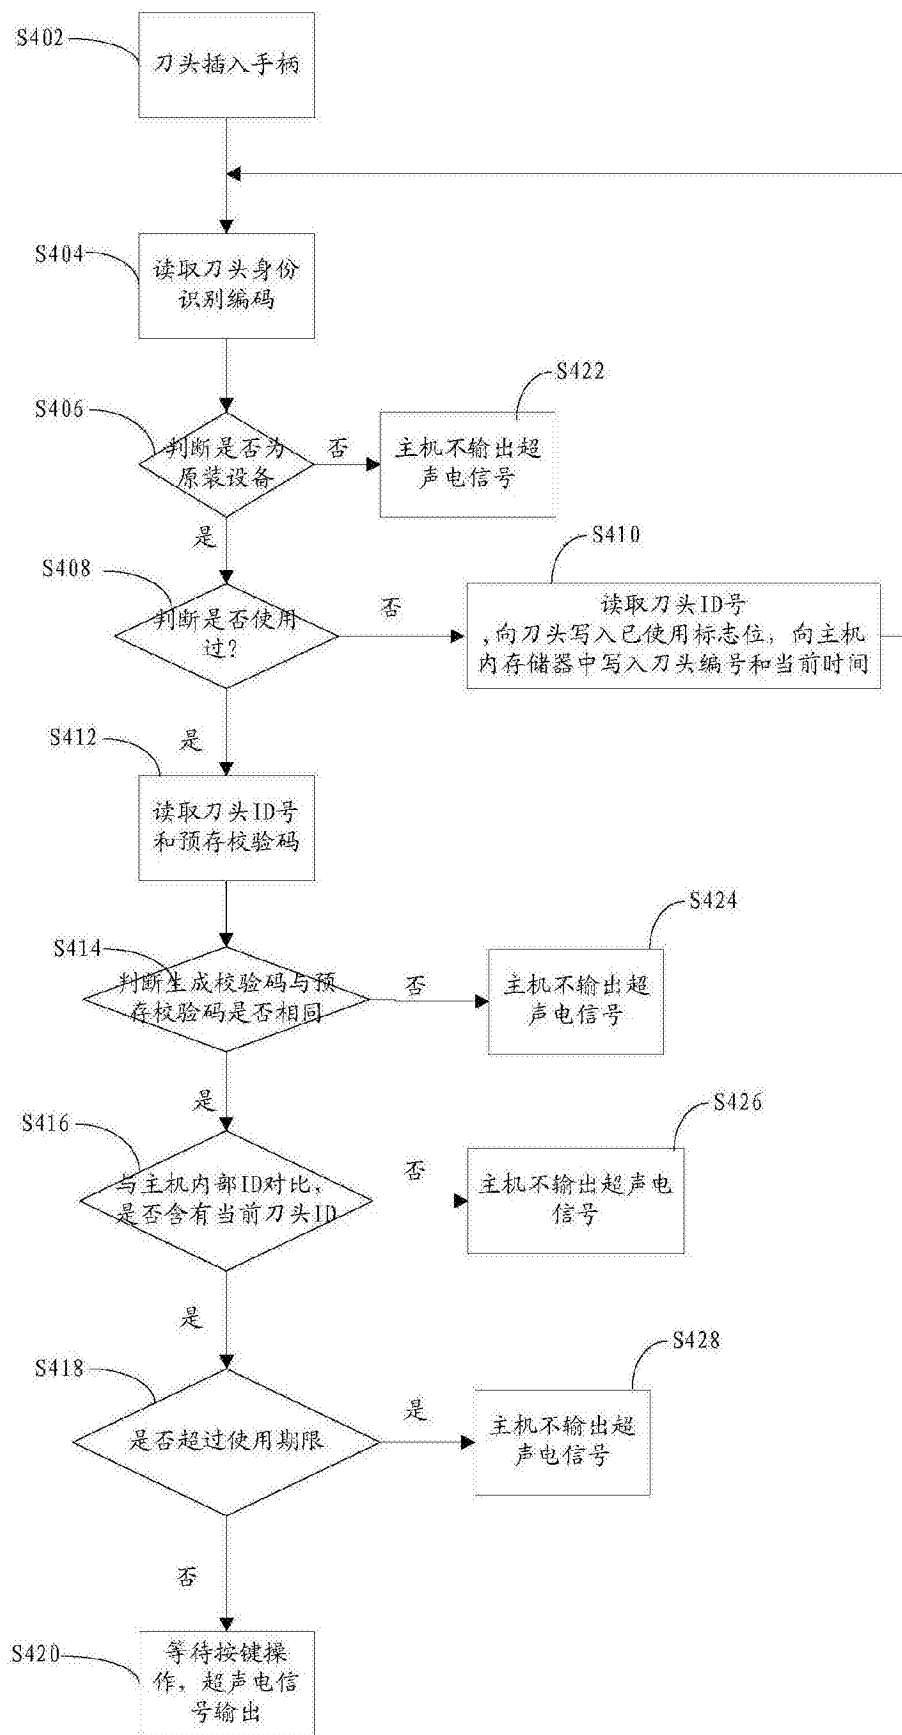 S402
刀头插入手柄
S404
读取刀头身份
识别编码
S422
S406
判断是否为
原装设备
否
主机不输出超
声电信号
是
S410
S408
判断是否使用
过?
否
读取刀头ID号
,向刀头写入已使用标志位，向主机
内存储器中写入刀头编号和当前时间
S412
是
读取刀头ID号
和预存校验码
S424
S414
判断生成校验码与预
存校验码是否相同
否
主机不输出超
声电信号
是
S426
S416
与主机内部ID对比，
是否含有当前刀头ID
否
主机不输出超声电
信号
是
S428
S418
是否超过使用期限
是
主机不输出超
声电信号
否
S420
等待按键操
作，超声电信
号输出